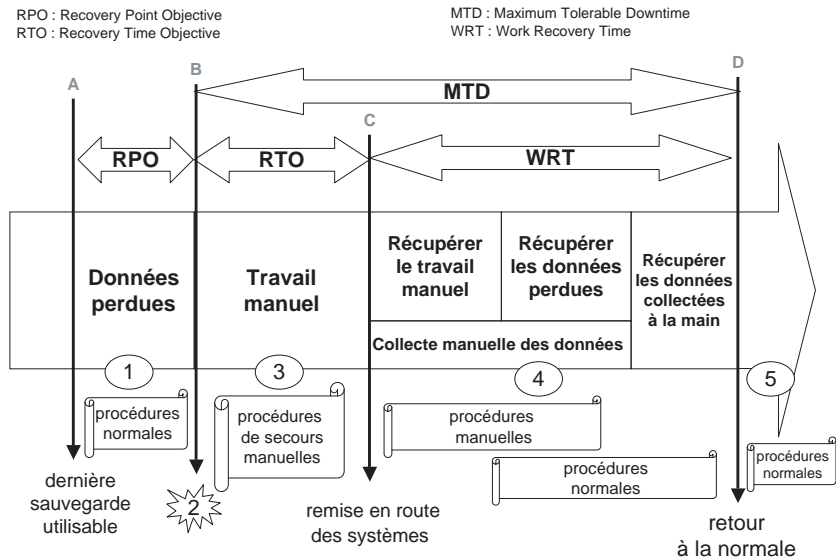 RPO : Recovery Point Objective
RTO : Recovery Time Objective
MTD : Maximum Tolerable Downtime
WRT : Work Recovery Time
A
B
C
D
MTD
RPO
RTO
WRT
Données
perdues
Travail
manuel
Récupérer
le travail
manuel
Récupérer
les données
perdues
Récupérer
les données
collectées
à la main
Collecte manuelle des données
1
3
4
5
procédures
normales
procédures
de secours
manuelles
procédures
manuelles
procédures
normales
procédures
normales
dernière
sauvegarde
utilisable
2
remise en route
des systèmes
retour
à la normale